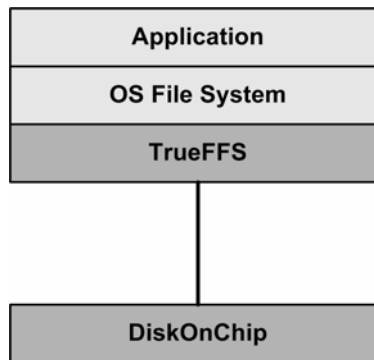 Application
OS File System
TrueFFS
DiskOnChip